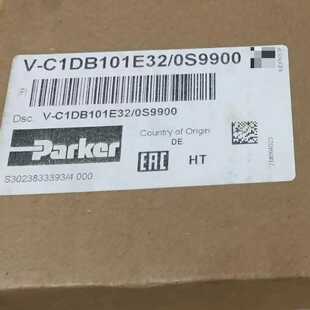 V-C1DB101E32/0S9900
Dsc. V-C1DB101E32/0S9900
Parker
Country of Origin
DE
EAC HT
S3023833393/4 000